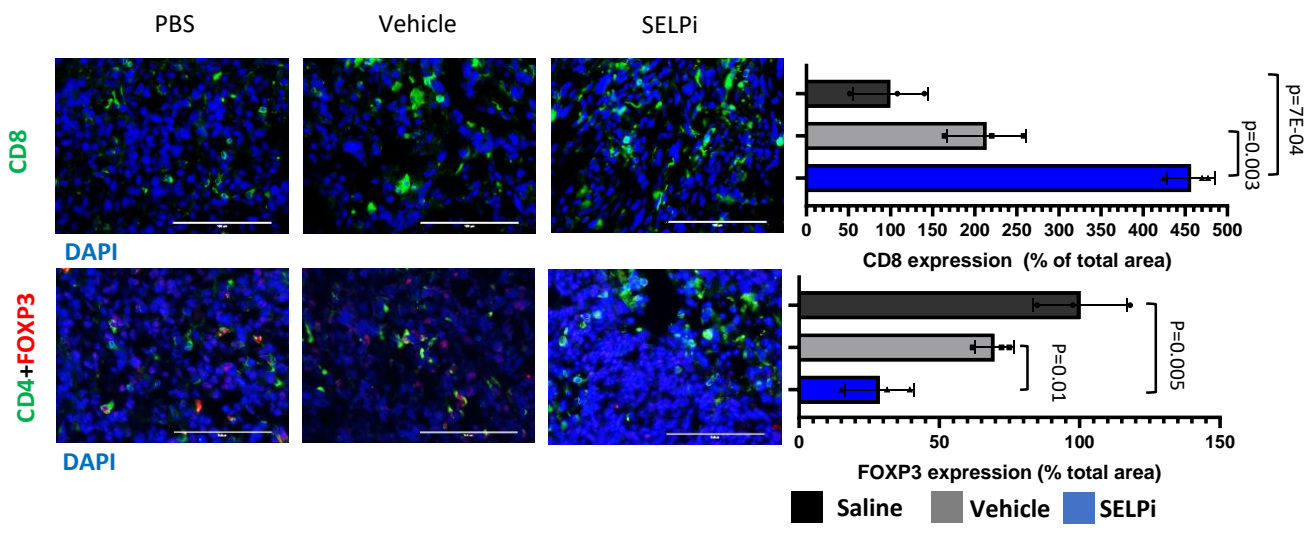 PBS Vehicle SELPi
CD8
DAPI
p=7E-04
p=0.003
0 50 100 150 200 250 300 350 400 450 500
CD8 expression (% of total area)
CD4+FOXP3
DAPI
P=0.005
P=0.01
0 50 100 150
FOXP3 expression (% total area)
Saline Vehicle SELPi